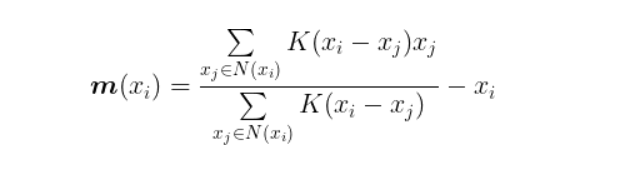 m(x_i) = \frac{\sum_{x_j \in N(x_i)} K(x_i - x_j)x_j}{\sum_{x_j \in N(x_i)} K(x_i - x_j)} - x_i